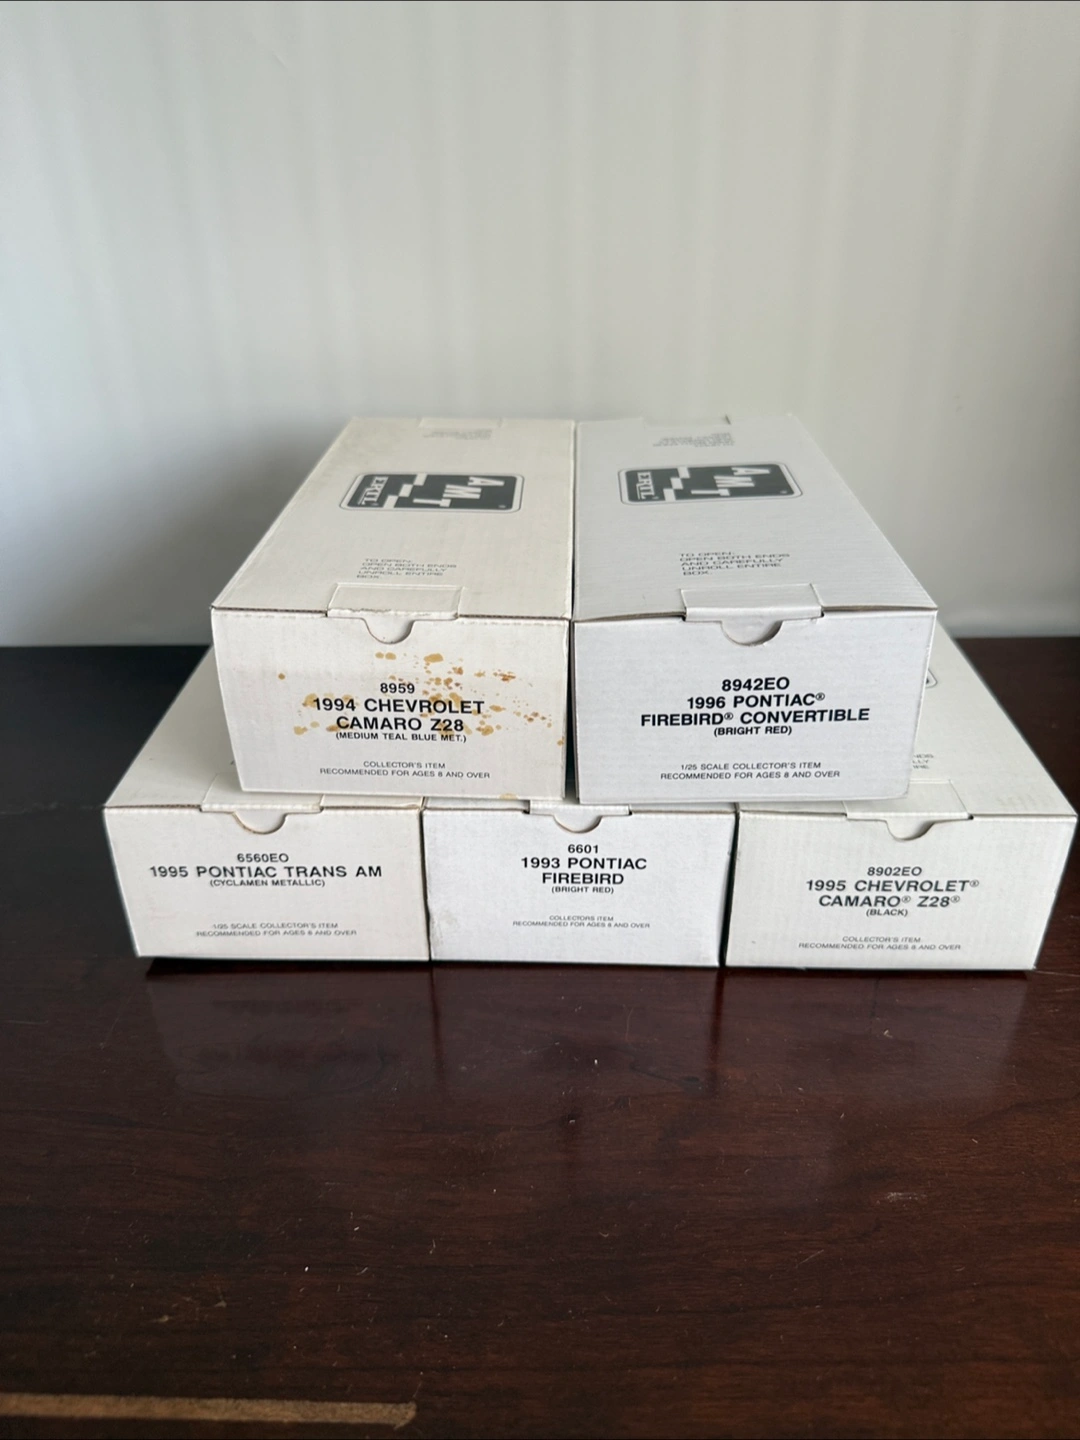 AMT
ERTL®
TO OPEN:
OPEN BOTH ENDS
AND CAREFULLY
UNROLL ENTIRE
BOX.
AMT
ERTL®
TO OPEN:
OPEN BOTH ENDS
AND CAREFULLY
UNROLL ENTIRE
BOX.
8959
1994 CHEVROLET
CAMARO Z28
(MEDIUM TEAL BLUE MET.)
COLLECTOR'S ITEM
RECOMMENDED FOR AGES 8 AND OVER
8942EO
1996 PONTIAC®
FIREBIRD® CONVERTIBLE
(BRIGHT RED)
1/25 SCALE COLLECTOR'S ITEM
RECOMMENDED FOR AGES 8 AND OVER
6560EO
1995 PONTIAC TRANS AM
(CYCLAMEN METALLIC)
1/25 SCALE COLLECTOR'S ITEM
RECOMMENDED FOR AGES 8 AND OVER
6601
1993 PONTIAC
FIREBIRD
(BRIGHT RED)
COLLECTORS ITEM
RECOMMENDED FOR AGES 8 AND OVER
8902EO
1995 CHEVROLET®
CAMARO® Z28®
(BLACK)
COLLECTOR'S ITEM
RECOMMENDED FOR AGES 8 AND OVER